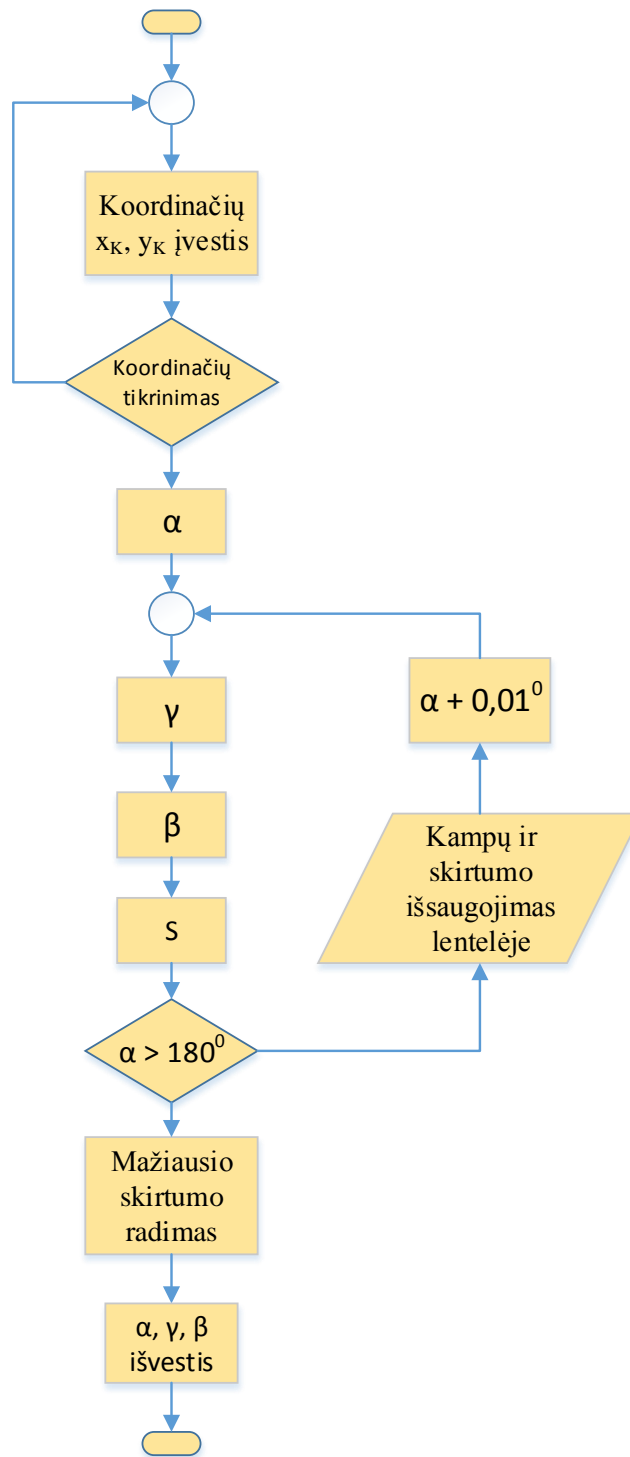 Koordinačių
xK, yK įvestis
Koordinačių
tikrinimas
α
γ
α + 0,01⁰
β
Kampų ir
skirtumo
išsaugojimas
lentelėje
s
α > 180⁰
Mažiausio
skirtumo
radimas
α, γ, β
išvestis